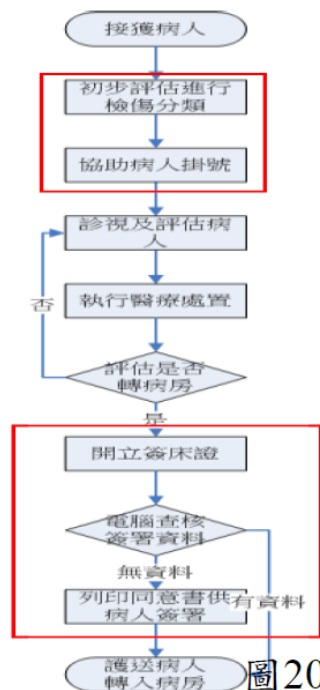 接獲病人
初步評估進行
檢傷分類
協助病人掛號
診視及評估病
人
執行醫療處置
否
評估是否
轉病房
是
開立簽床證
電腦查核
簽署資料
無資料
列印同意書供
病人簽署
有資料
護送病人
轉入病房
圖20